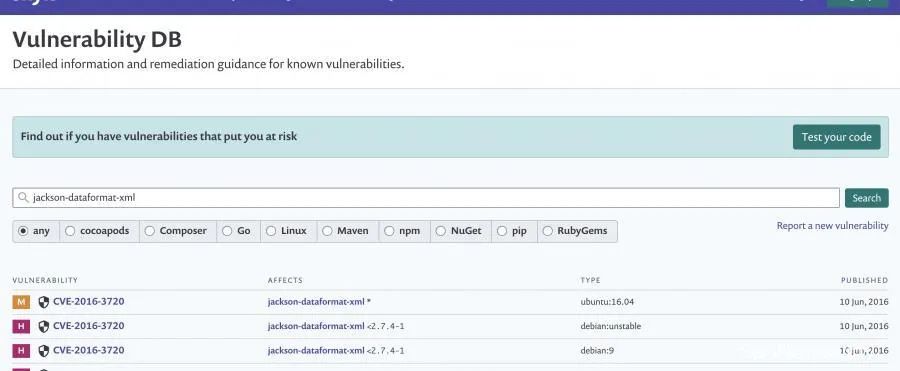 Vulnerability DB
Detailed information and remediation guidance for known vulnerabilities.
Find out if you have vulnerabilities that put you at risk
Test your code
jackson-dataformat-xml
Search
any cocoapods Composer Go Linux Maven npm NuGet pip RubyGems
Report a new vulnerability
VULNERABILITY AFFECTS TYPE PUBLISHED
M CVE-2016-3720 jackson-dataformat-xml * ubuntu:16.04 10 Jun, 2016
H CVE-2016-3720 jackson-dataformat-xml <2.7.4-1 debian:unstable 10 Jun, 2016
H CVE-2016-3720 jackson-dataformat-xml <2.7.4-1 debian:9 10 Jun, 2016